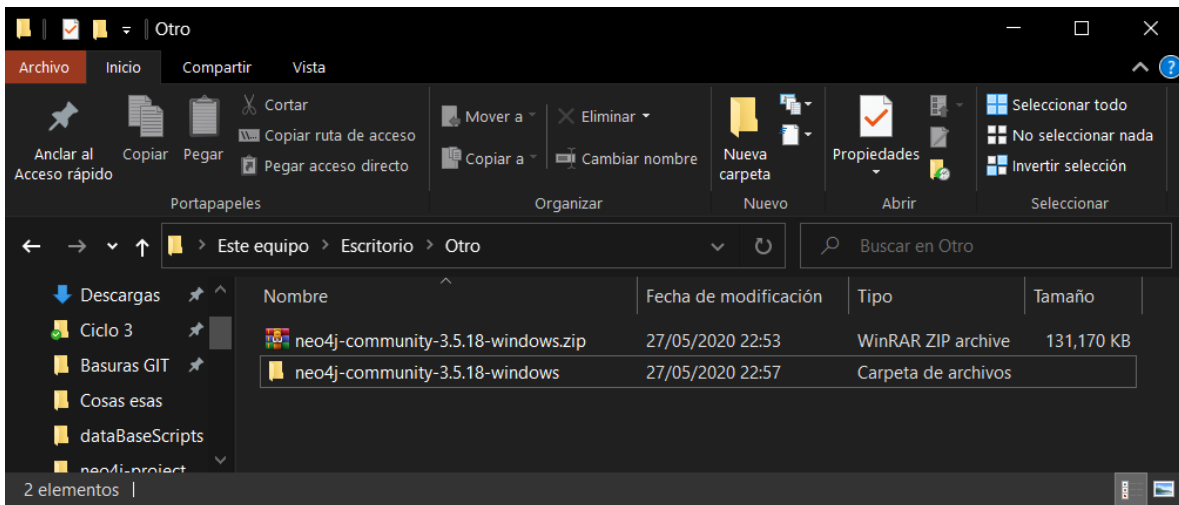 Otro
Archivo Inicio Compartir Vista
Anclar al
Acceso rápido
Copiar
Pegar
Cortar
Copiar ruta de acceso
Pegar acceso directo
Portapapeles
Mover a
Copiar a
Eliminar
Cambiar nombre
Organizar
Nueva
carpeta
Nuevo
Propiedades
Abrir
Seleccionar todo
No seleccionar nada
Invertir selección
Seleccionar
Este equipo > Escritorio > Otro
Buscar en Otro
Descargas
Ciclo 3
Basuras GIT
Cosas esas
dataBaseScripts
neo4j-project
Nombre Fecha de modificación Tipo Tamaño
neo4j-community-3.5.18-windows.zip 27/05/2020 22:53 WinRAR ZIP archive 131,170 KB
neo4j-community-3.5.18-windows 27/05/2020 22:57 Carpeta de archivos
2 elementos